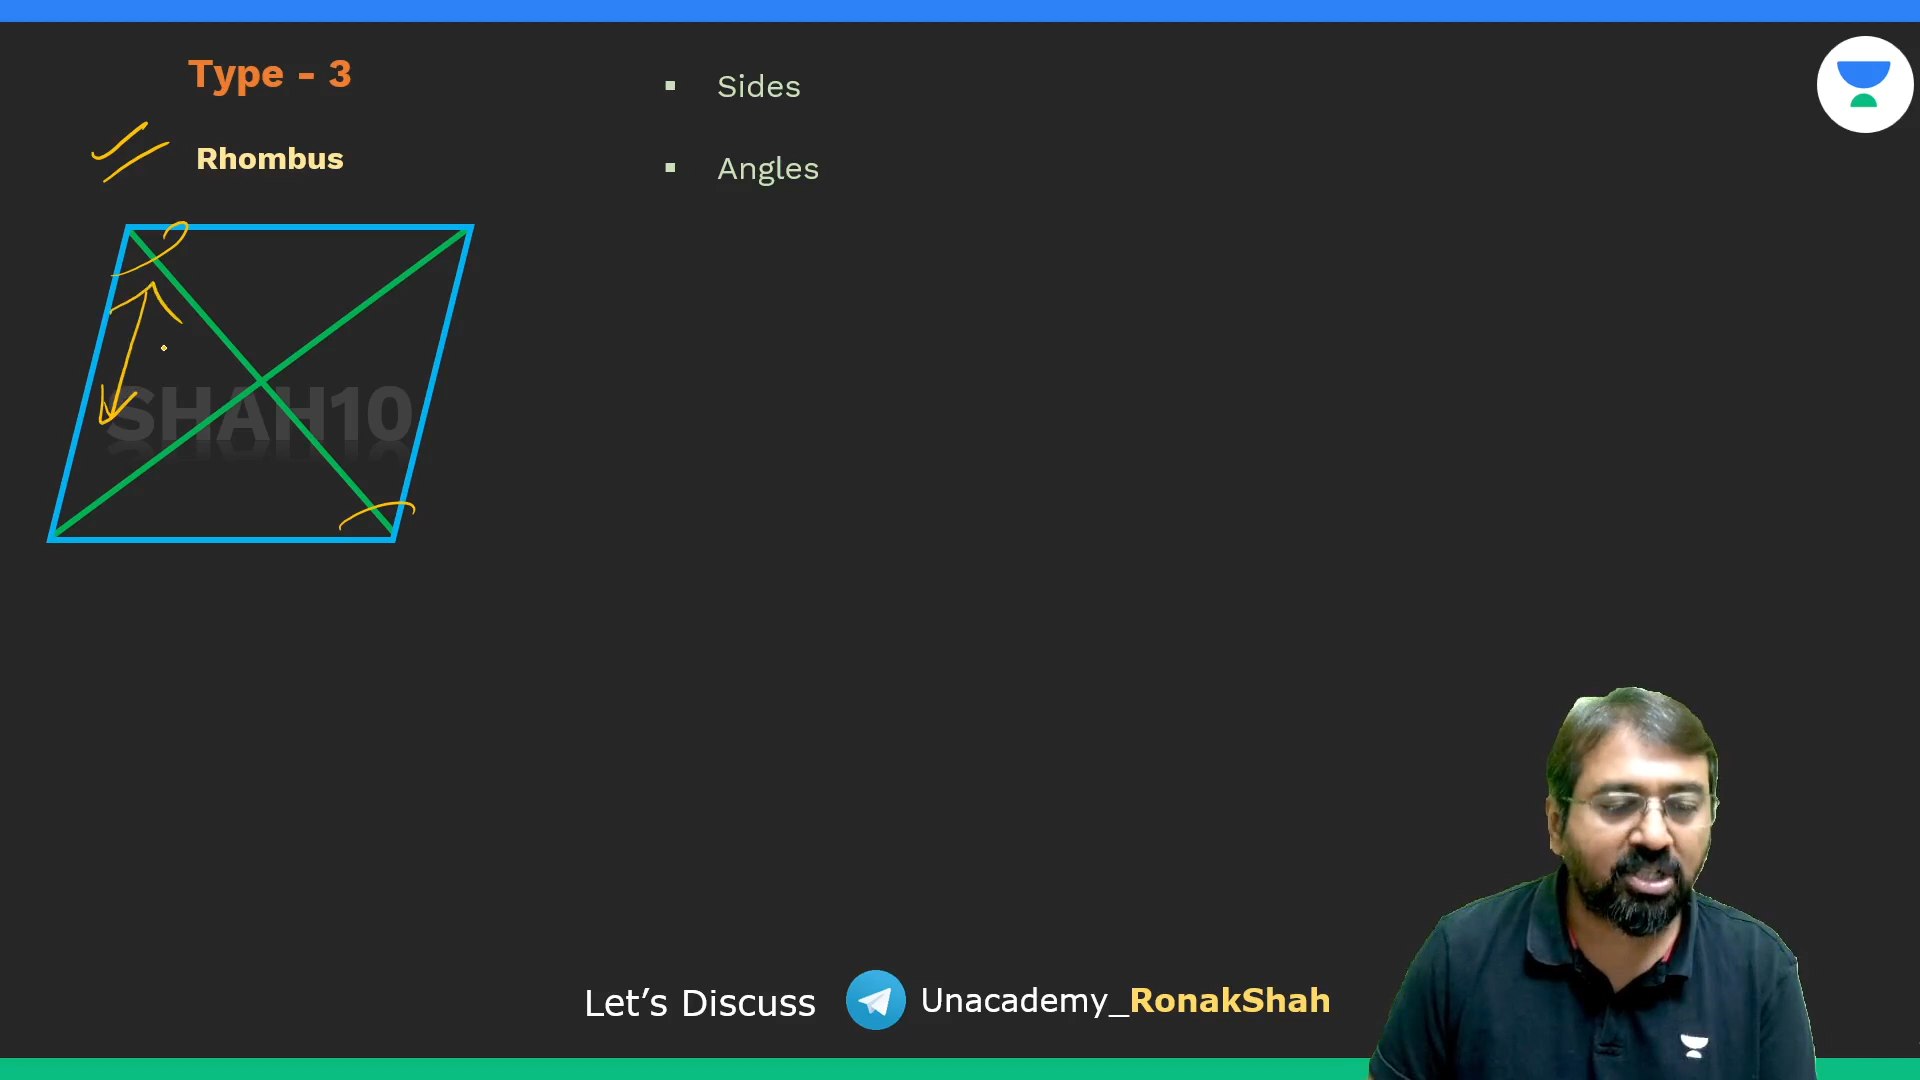 Type - 3
Rhombus
▪ Sides
▪ Angles
SHAH10
Let’s Discuss Unacademy_RonakShah